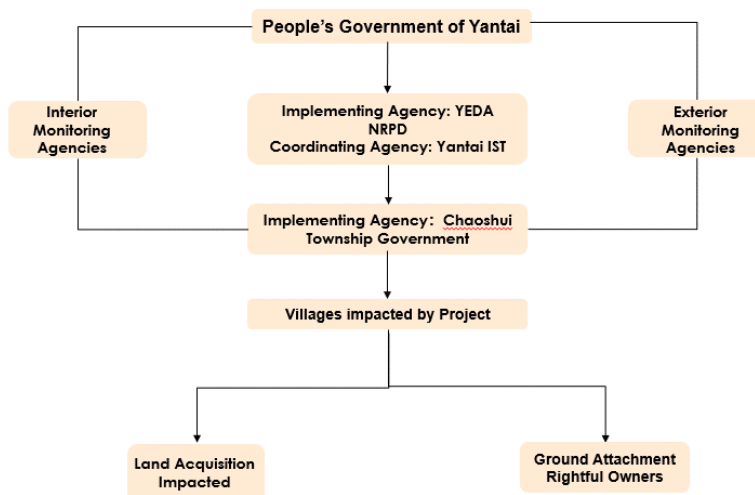 People’s Government of Yantai
Interior
Monitoring
Agencies
Implementing Agency: YEDA
NRPD
Coordinating Agency: Yantai IST
Exterior
Monitoring
Agencies
Implementing Agency: Chaoshui
Township Government
Villages impacted by Project
Land Acquisition
Impacted
Ground Attachment
Rightful Owners